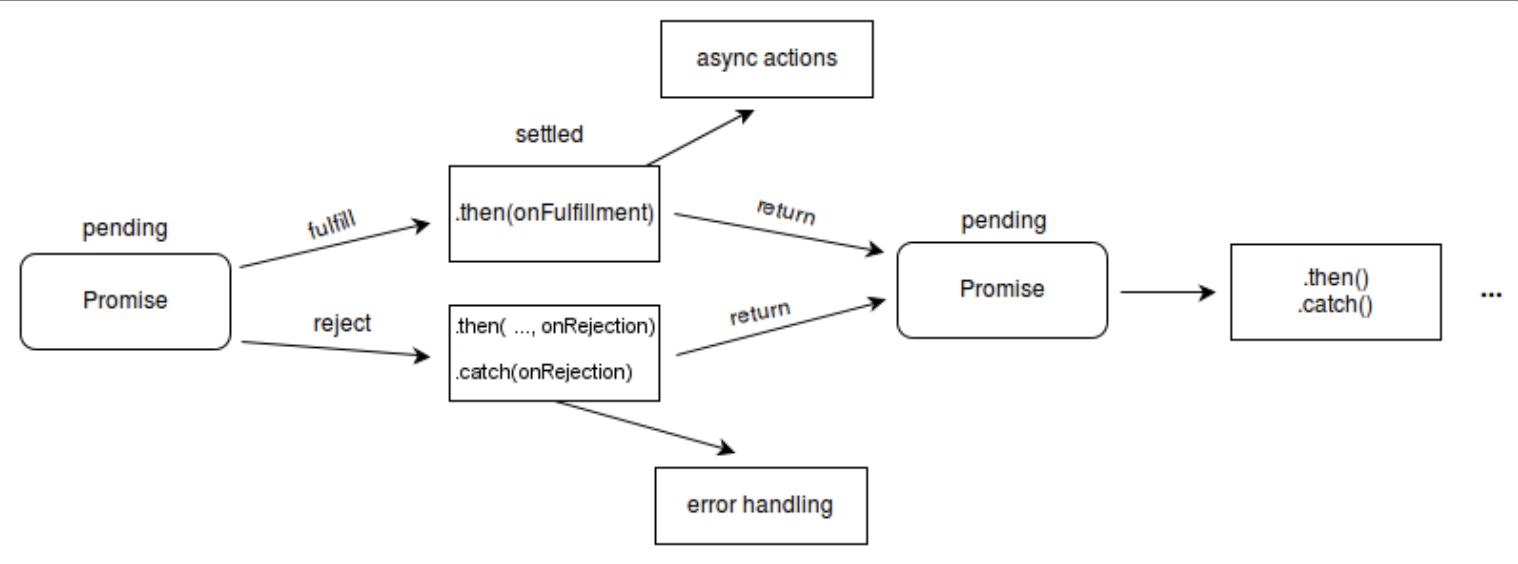 async actions
settled
.then(onFulfillment)
return
fulfill
pending
Promise
reject
.then( ..., onRejection)
.catch(onRejection)
return
error handling
pending
Promise
.then()
.catch()
...